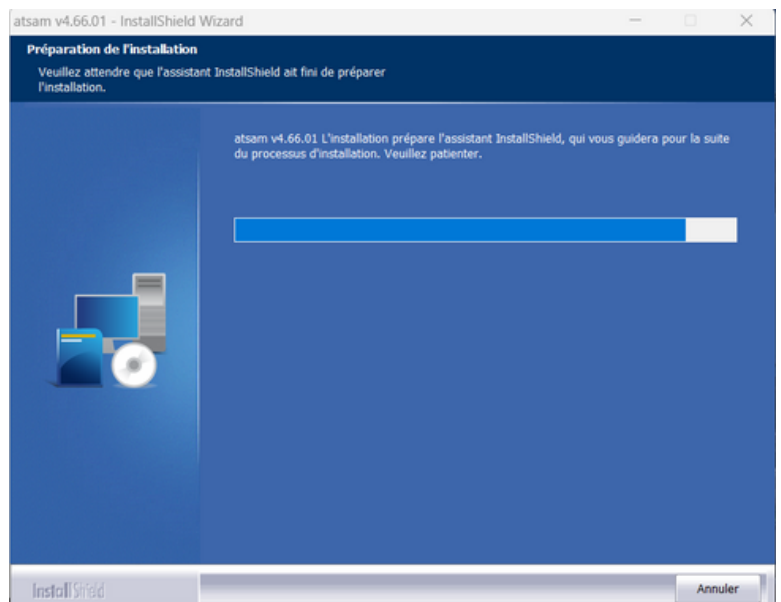 atsam v4.66.01 - InstallShield Wizard
Préparation de l'installation
Veuillez attendre que l'assistant InstallShield ait fini de préparer
l'installation.
atsam v4.66.01 L'installation prépare l'assistant InstallShield, qui vous guidera pour la suite
du processus d'installation. Veuillez patienter.
InstallShield
Annuler